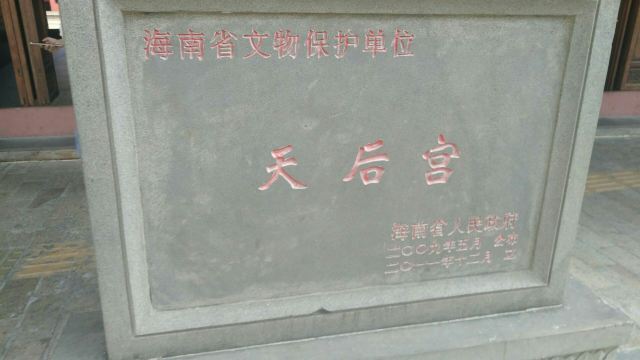 海南省文物保护单位
天后宫
海南省人民政府
二〇〇九年五月 公布
二〇一一年十二月 立